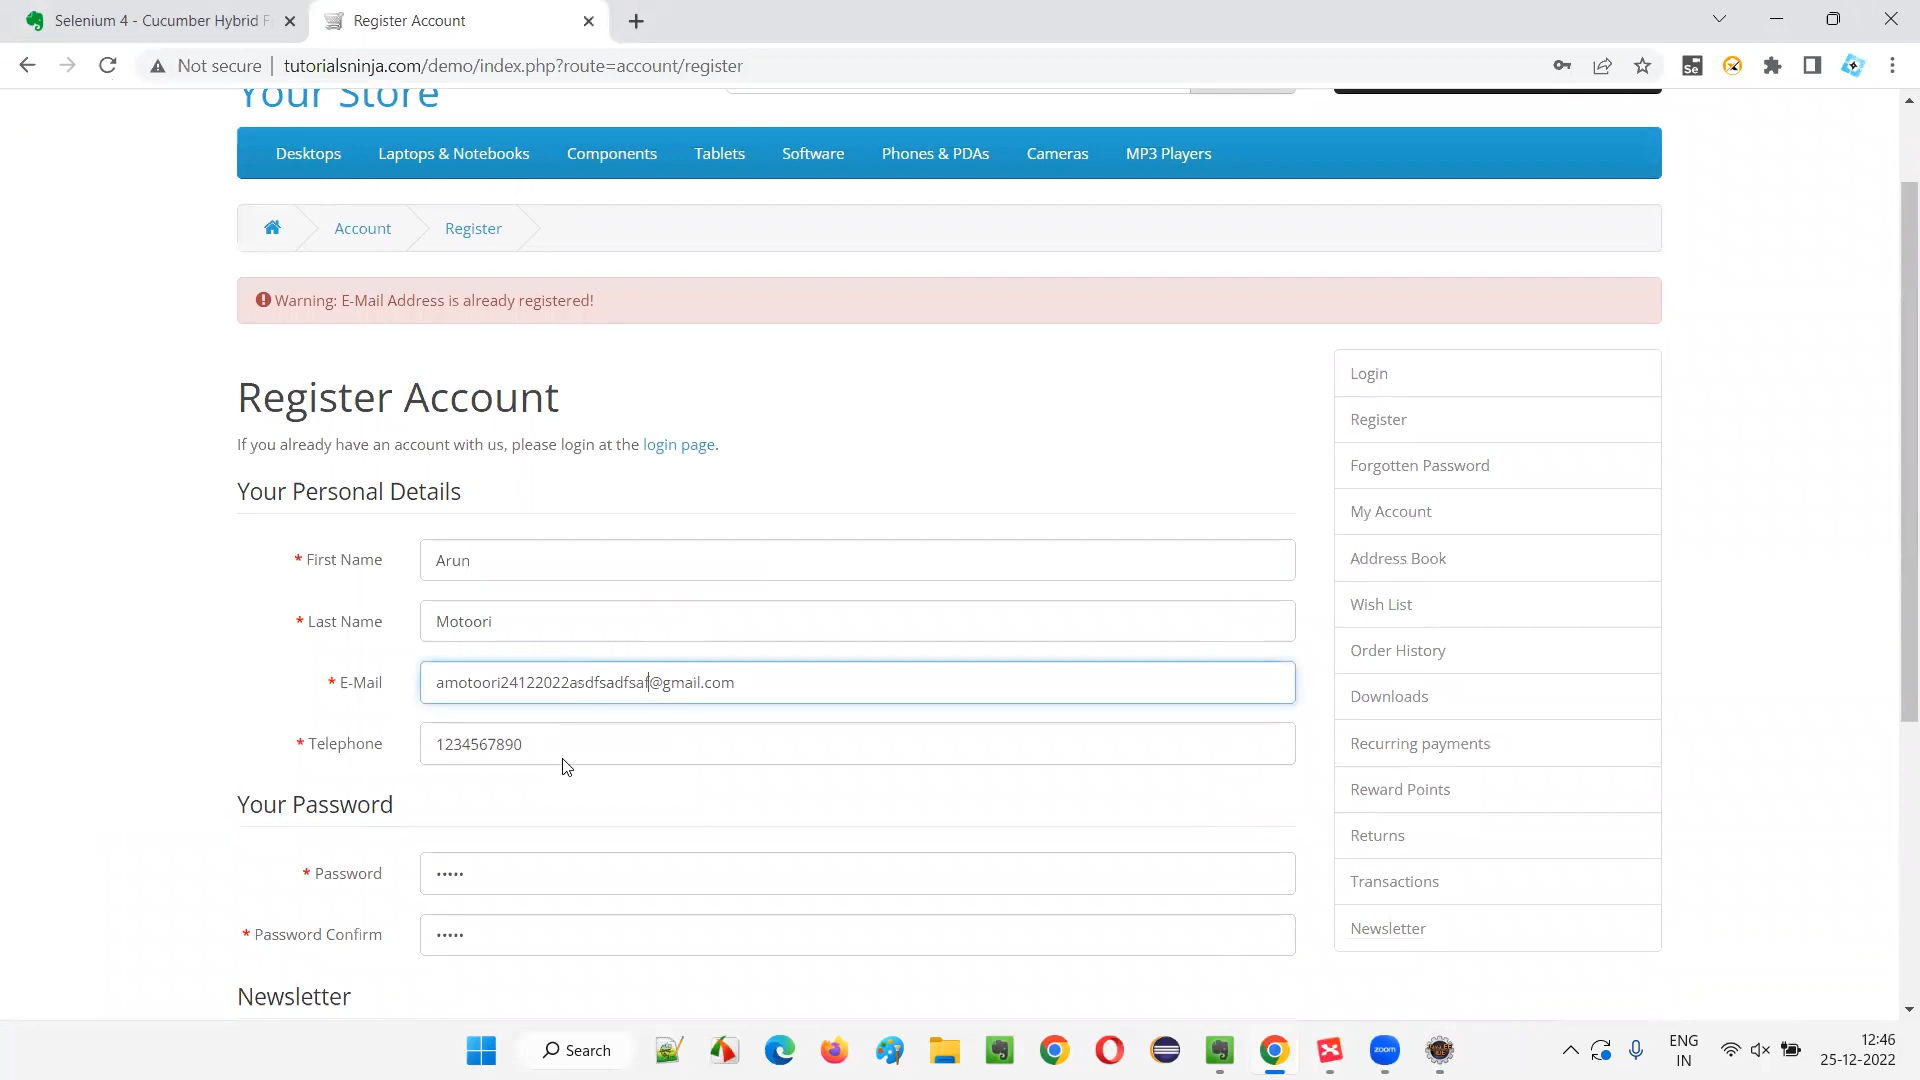 Selenium 4 - Cucumber Hybrid F
Register Account
Not secure
tutorialsninja.com/demo/index.php?route=account/register
Your Store
Desktops
Laptops & Notebooks
Components
Tablets
Software
Phones & PDAs
Cameras
MP3 Players
Account
Register
Warning: E-Mail Address is already registered!
Register Account
If you already have an account with us, please login at the login page.
Your Personal Details
* First Name
Arun
* Last Name
Motoori
* E-Mail
amotoori24122022asdfsadfsaf@gmail.com
* Telephone
1234567890
Your Password
* Password
•••••
* Password Confirm
•••••
Newsletter
Login
Register
Forgotten Password
My Account
Address Book
Wish List
Order History
Downloads
Recurring payments
Reward Points
Returns
Transactions
Newsletter
Search
zoom
ENG
IN
12:46
25-12-2022